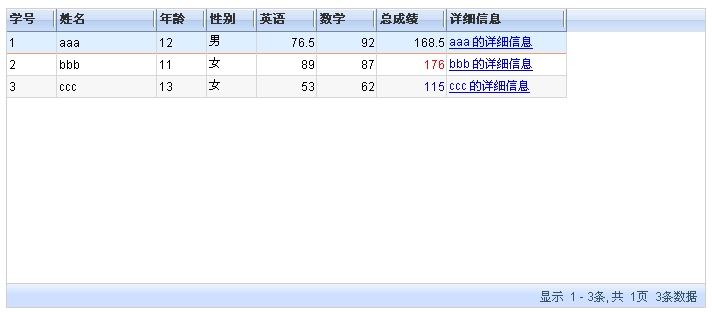 学号 姓名 年龄 性别 英语 数学 总成绩 详细信息
1 aaa 12 男 76.5 92 168.5 aaa 的详细信息
2 bbb 11 女 89 87 176 bbb 的详细信息
3 ccc 13 女 53 62 115 ccc 的详细信息
显示 1 - 3条, 共 1页 3条数据